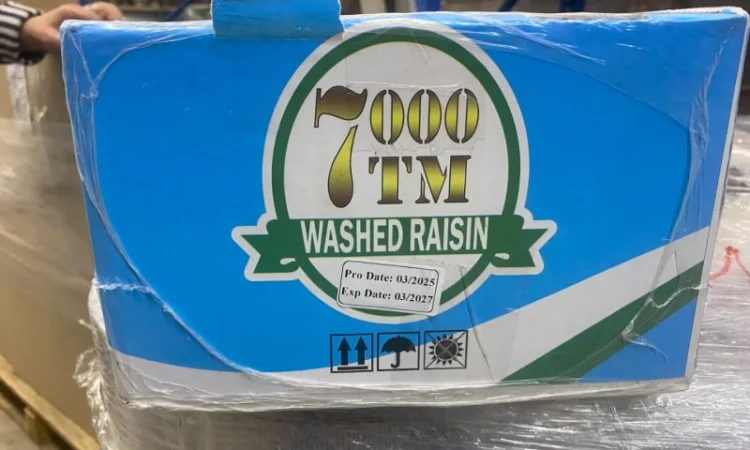 7000
TM
WASHED RAISIN
Pro Date: 03/2025
Exp Date: 03/2027